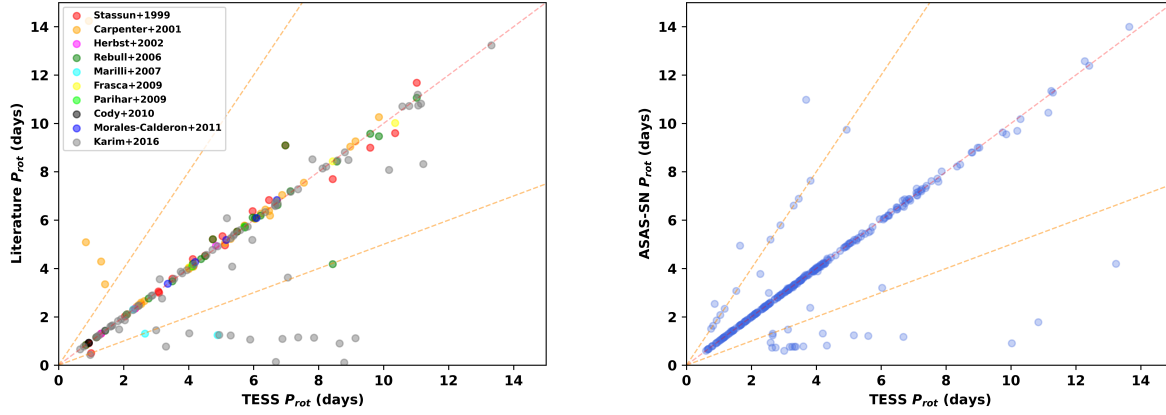 Stassun+1999
Carpenter+2001
Herbst+2002
Rebull+2006
Marilli+2007
Frasca+2009
Parihar+2009
Cody+2010
Morales-Calderon+2011
Karim+2016
Literature P_rot (days)
14
12
10
8
6
4
2
0
0 2 4 6 8 10 12 14
TESS P_rot (days)
ASAS-SN P_rot (days)
14
12
10
8
6
4
2
0
0 2 4 6 8 10 12 14
TESS P_rot (days)